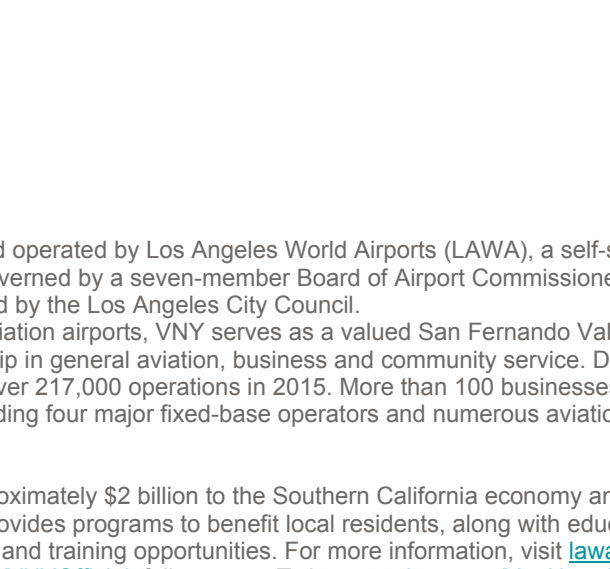 d operated by Los Angeles World Airports (LAWA), a self-s
verned by a seven-member Board of Airport Commissione
d by the Los Angeles City Council.
iation airports, VNY serves as a valued San Fernando Val
ip in general aviation, business and community service. D
ver 217,000 operations in 2015. More than 100 businesses
ding four major fixed-base operators and numerous aviatio
oximately $2 billion to the Southern California economy an
ovides programs to benefit local residents, along with educ
and training opportunities. For more information, visit lawa